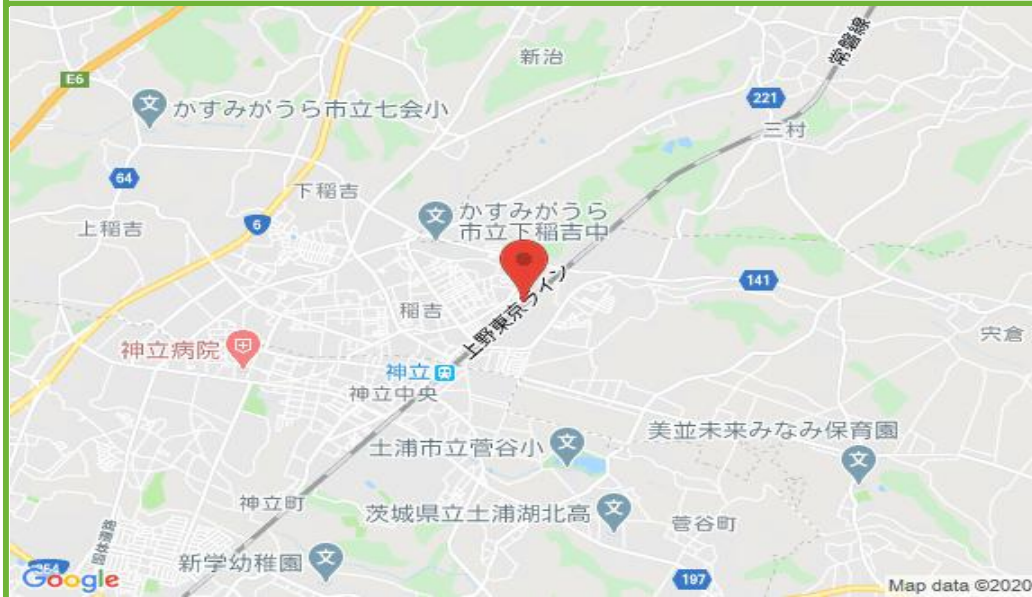 常磐線
新治
E6
かすみがうら市立七会小
221
三村
64
下稲吉
かすみがうら
市立下稲吉中
上稲吉
6
141
上野東京ライン
稲吉
宍倉
神立病院
神立
神立中央
美並未来みなみ保育園
土浦市立菅谷小
神立町
茨城県立土浦湖北高
菅谷町
新学幼稚園
354
197
Google
Map data ©2020